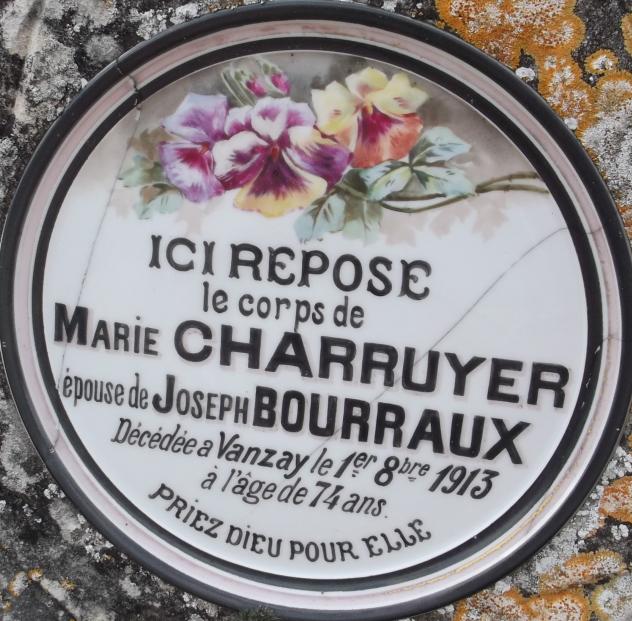 ICI REPOSE
le corps de
MARIE CHARRUYER
épouse de JOSEPH BOURRAUX
Décédée a Vanzay le 1er 8bre 1913
à l'âge de 74 ans.
PRIEZ DIEU POUR ELLE